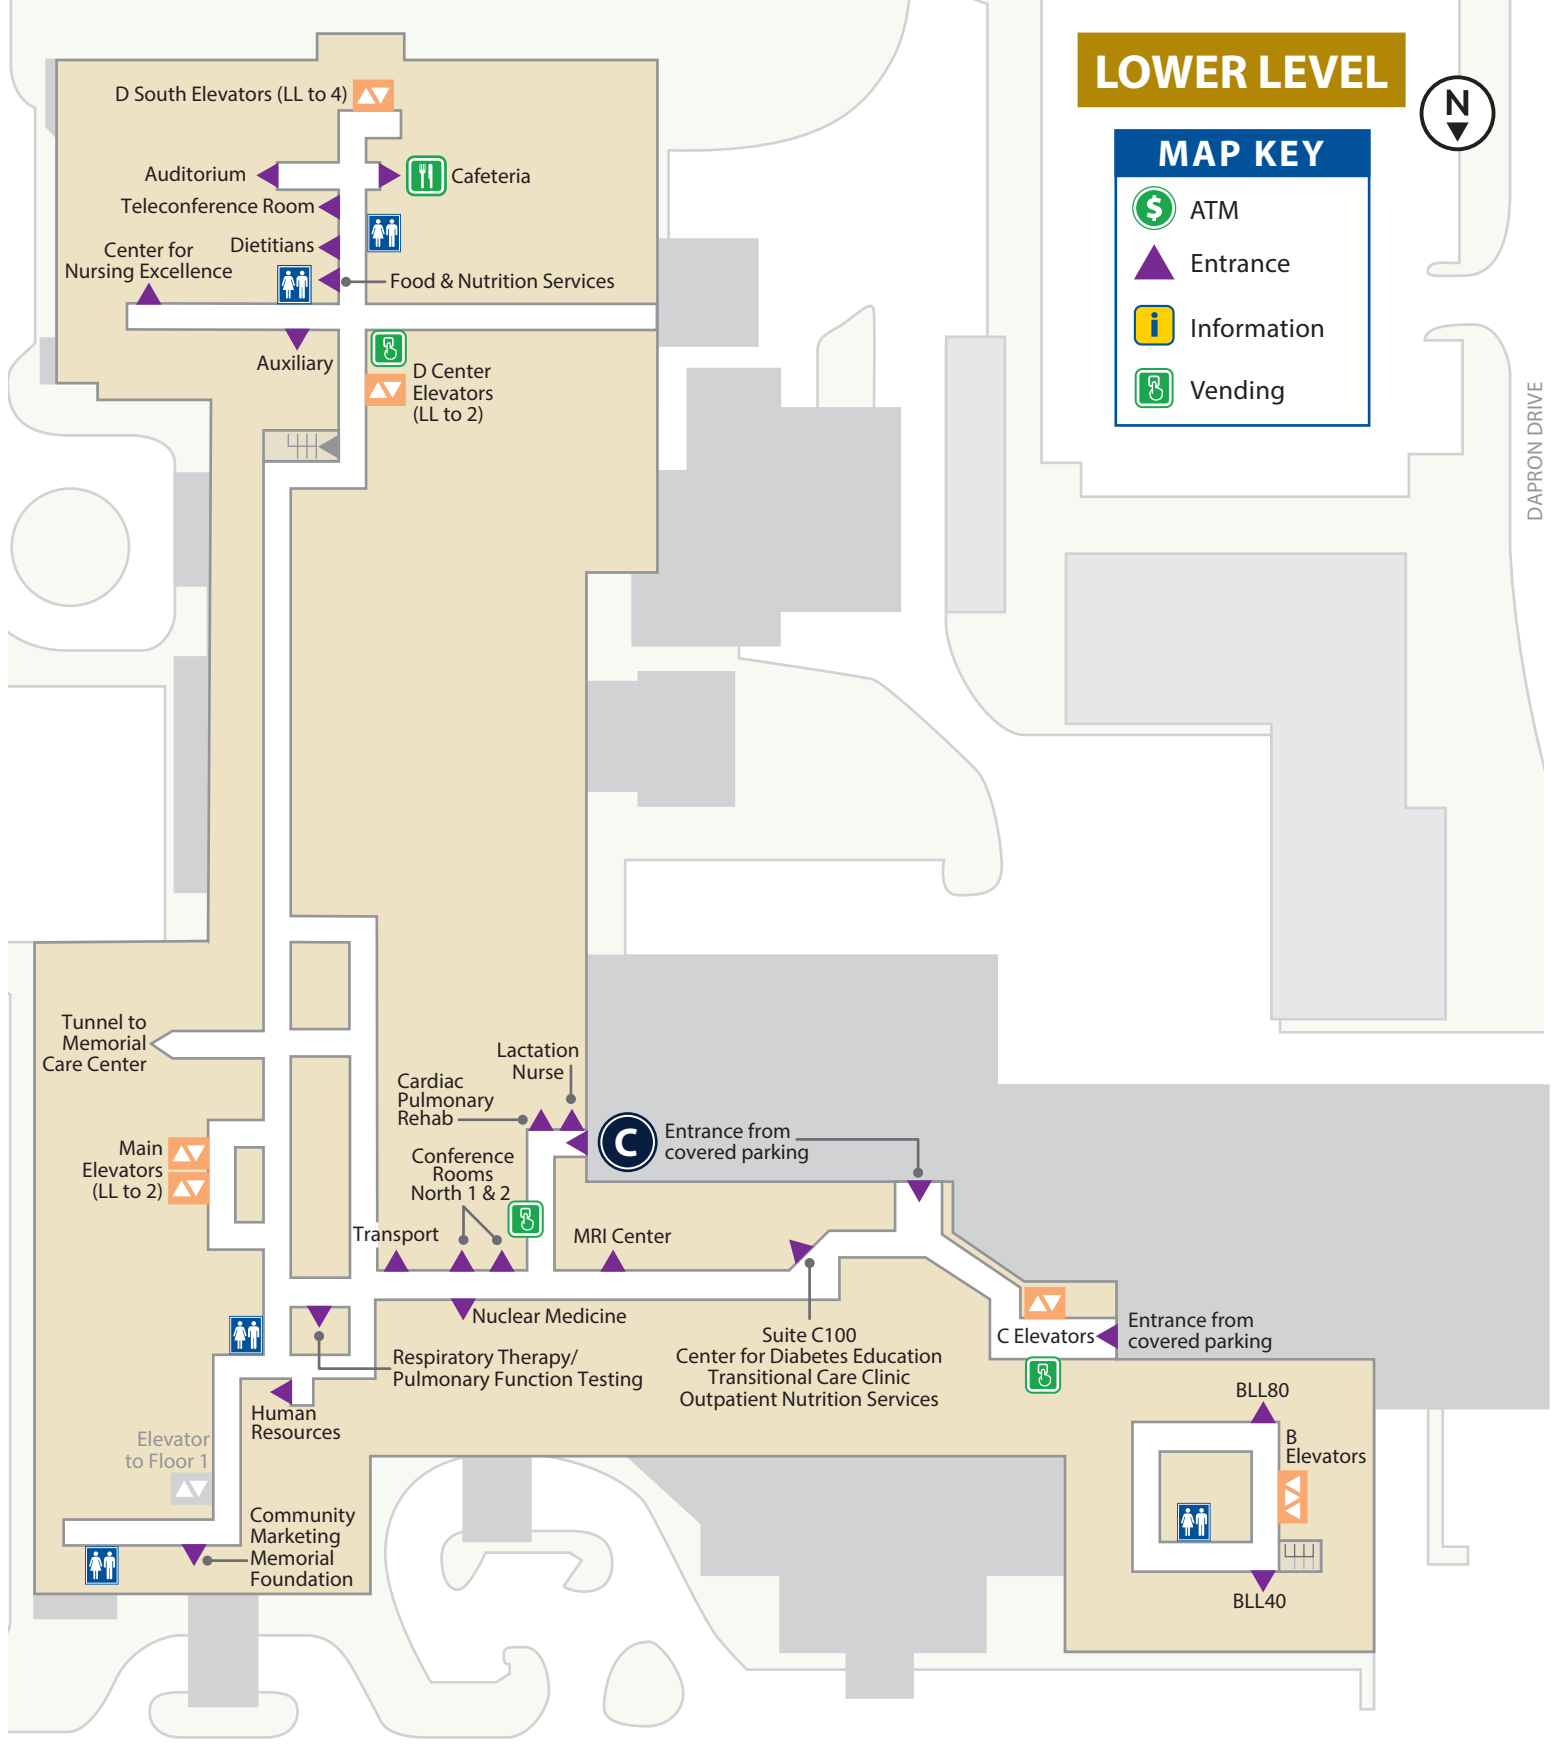 LOWER LEVEL
N
MAP KEY
$ ATM
Entrance
i Information
Vending
DAPRON DRIVE
D South Elevators (LL to 4)
Auditorium
Cafeteria
Teleconference Room
Dietitians
Center for
Nursing Excellence
Food & Nutrition Services
Auxiliary
D Center
Elevators
(LL to 2)
Tunnel to
Memorial
Care Center
Lactation
Nurse
Cardiac
Pulmonary
Rehab
C
Entrance from
covered parking
Main
Elevators
(LL to 2)
Conference
Rooms
North 1 & 2
Transport
MRI Center
Nuclear Medicine
Suite C100
Center for Diabetes Education
Transitional Care Clinic
Outpatient Nutrition Services
C Elevators
Entrance from
covered parking
Respiratory Therapy/
Pulmonary Function Testing
Human
Resources
Elevator
to Floor 1
Community
Marketing
Memorial
Foundation
BLL80
B
Elevators
BLL40